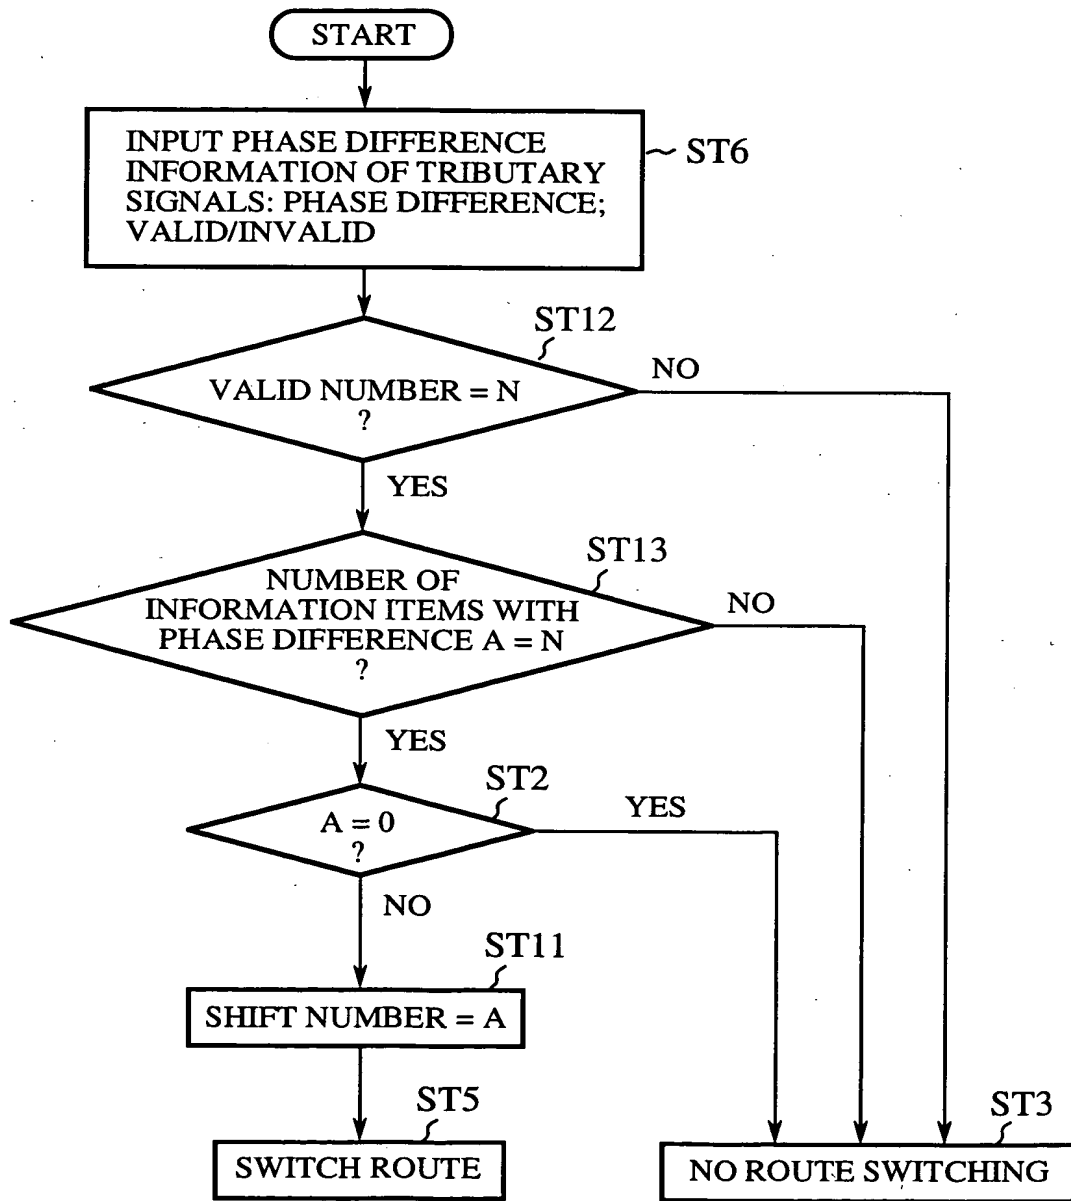 START
INPUT PHASE DIFFERENCE
INFORMATION OF TRIBUTARY
SIGNALS: PHASE DIFFERENCE;
VALID/INVALID
ST6
ST12
VALID NUMBER = N
?
NO
YES
ST13
NUMBER OF
INFORMATION ITEMS WITH
PHASE DIFFERENCE A = N
?
NO
YES
ST2
A = 0
?
YES
NO
ST11
SHIFT NUMBER = A
ST5
SWITCH ROUTE
ST3
NO ROUTE SWITCHING